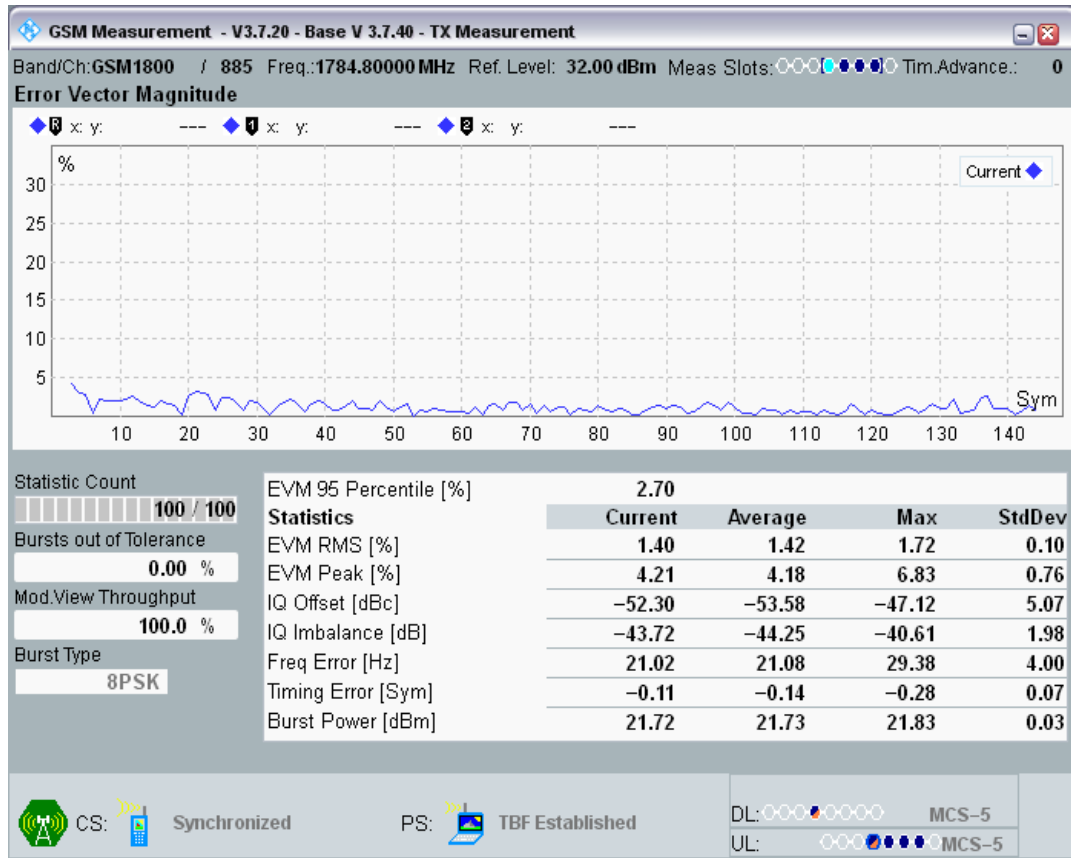 GSM Measurement - V3.7.20 - Base V 3.7.40 - TX Measurement
Band/Ch:GSM1800 / 885 Freq.:1784.80000 MHz Ref. Level: 32.00 dBm Meas Slots: Tim.Advance.: 0
Error Vector Magnitude
R x: y: --- 1 x: y: --- 2 x: y: ---
%
Current
30
25
20
15
10
5
Sym
10 20 30 40 50 60 70 80 90 100 110 120 130 140
Statistic Count
100 / 100
Bursts out of Tolerance
0.00 %
Mod.View Throughput
100.0 %
Burst Type
8PSK
EVM 95 Percentile [%] 2.70
Statistics Current Average Max StdDev
EVM RMS [%] 1.40 1.42 1.72 0.10
EVM Peak [%] 4.21 4.18 6.83 0.76
IQ Offset [dBc] −52.30 −53.58 −47.12 5.07
IQ Imbalance [dB] −43.72 −44.25 −40.61 1.98
Freq Error [Hz] 21.02 21.08 29.38 4.00
Timing Error [Sym] −0.11 −0.14 −0.28 0.07
Burst Power [dBm] 21.72 21.73 21.83 0.03
CS: Synchronized PS: TBF Established
DL: MCS−5
UL: MCS−5